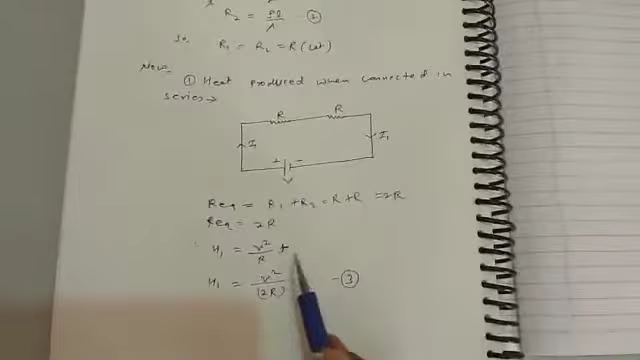 R₂ = ρl/A — ②
so, R₁ = R₂ = R (let)
Now,
① Heat produced when connected in
series→
R R
I₁ I₁
+ −
V
Req = R₁ + R₂ = R + R = 2R
Req = 2R
H₁ = V²/R t
H₁ = V²/(2R) — ③